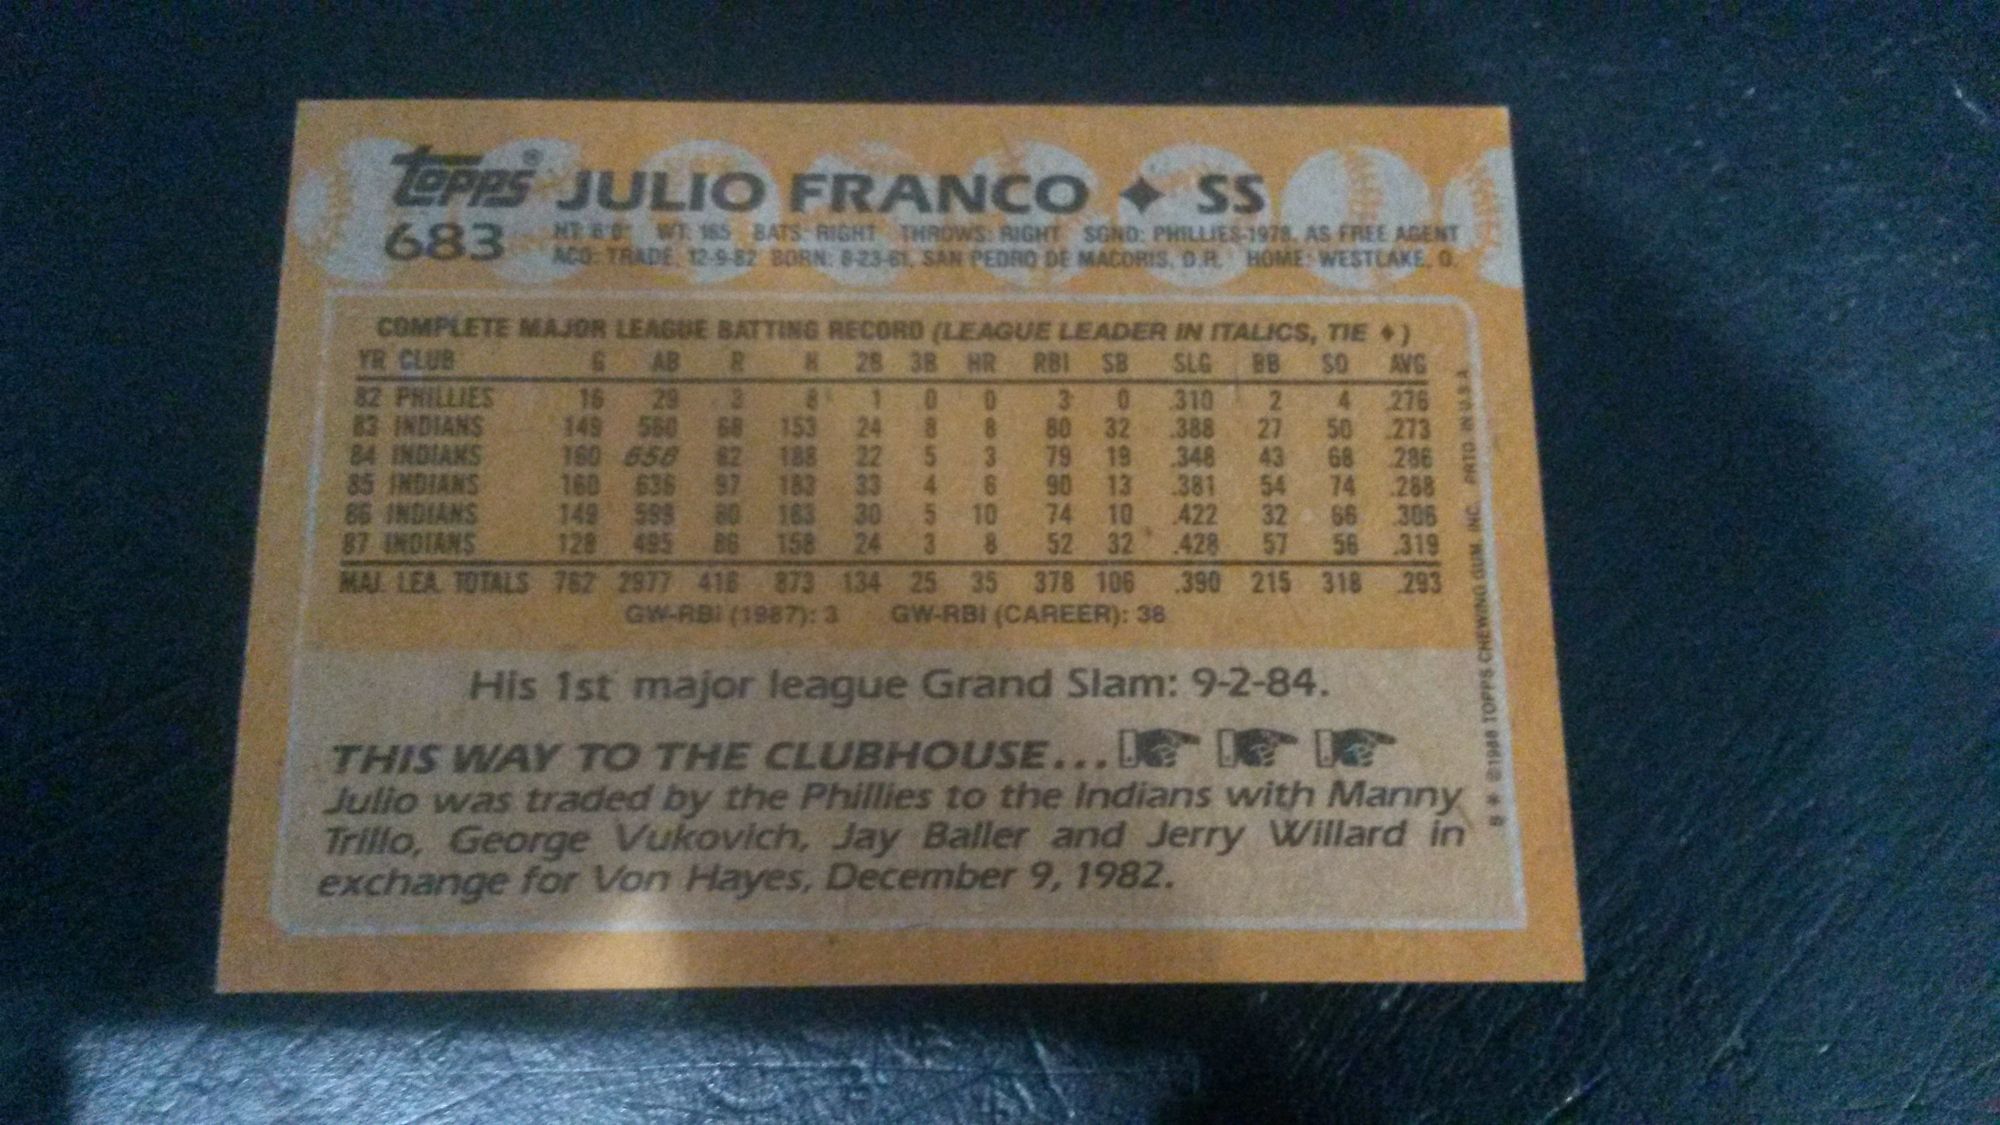 topps® JULIO FRANCO ✦ SS
683 HT: 6'0" WT: 165 BATS: RIGHT THROWS: RIGHT SGND: PHILLIES-1978, AS FREE AGENT
ACQ: TRADE, 12-9-82 BORN: 8-23-61, SAN PEDRO DE MACORIS, D.R. HOME: WESTLAKE, O.
COMPLETE MAJOR LEAGUE BATTING RECORD (LEAGUE LEADER IN ITALICS, TIE ♦)
YR CLUB G AB R H 2B 3B HR RBI SB SLG BB SO AVG
82 PHILLIES 16 29 3 8 1 0 0 3 0 .310 2 4 .276
83 INDIANS 149 560 68 153 24 8 8 80 32 .388 27 50 .273
84 INDIANS 160 658 82 188 22 5 3 79 19 .348 43 68 .286
85 INDIANS 160 636 97 183 33 4 6 90 13 .381 54 74 .288
86 INDIANS 149 599 80 183 30 5 10 74 10 .422 32 66 .306
87 INDIANS 128 495 86 158 24 3 8 52 32 .428 57 56 .319
MAJ. LEA. TOTALS 762 2977 416 873 134 25 35 378 106 .390 215 318 .293
GW-RBI (1987): 3 GW-RBI (CAREER): 36
His 1st major league Grand Slam: 9-2-84.
THIS WAY TO THE CLUBHOUSE...
Julio was traded by the Phillies to the Indians with Manny
Trillo, George Vukovich, Jay Baller and Jerry Willard in
exchange for Von Hayes, December 9, 1982.
B * ©1988 TOPPS CHEWING GUM, INC. PRTD. IN U.S.A.